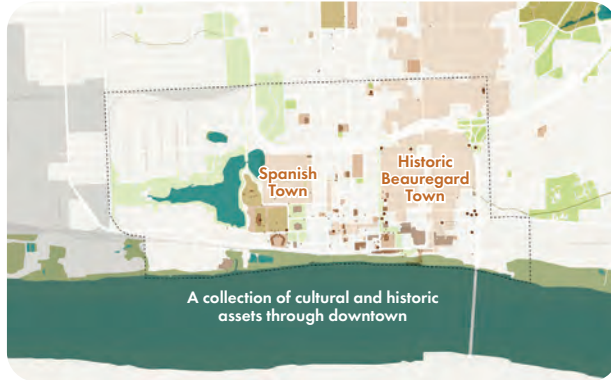 Spanish
Town
Historic
Beauregard
Town
A collection of cultural and historic
assets through downtown